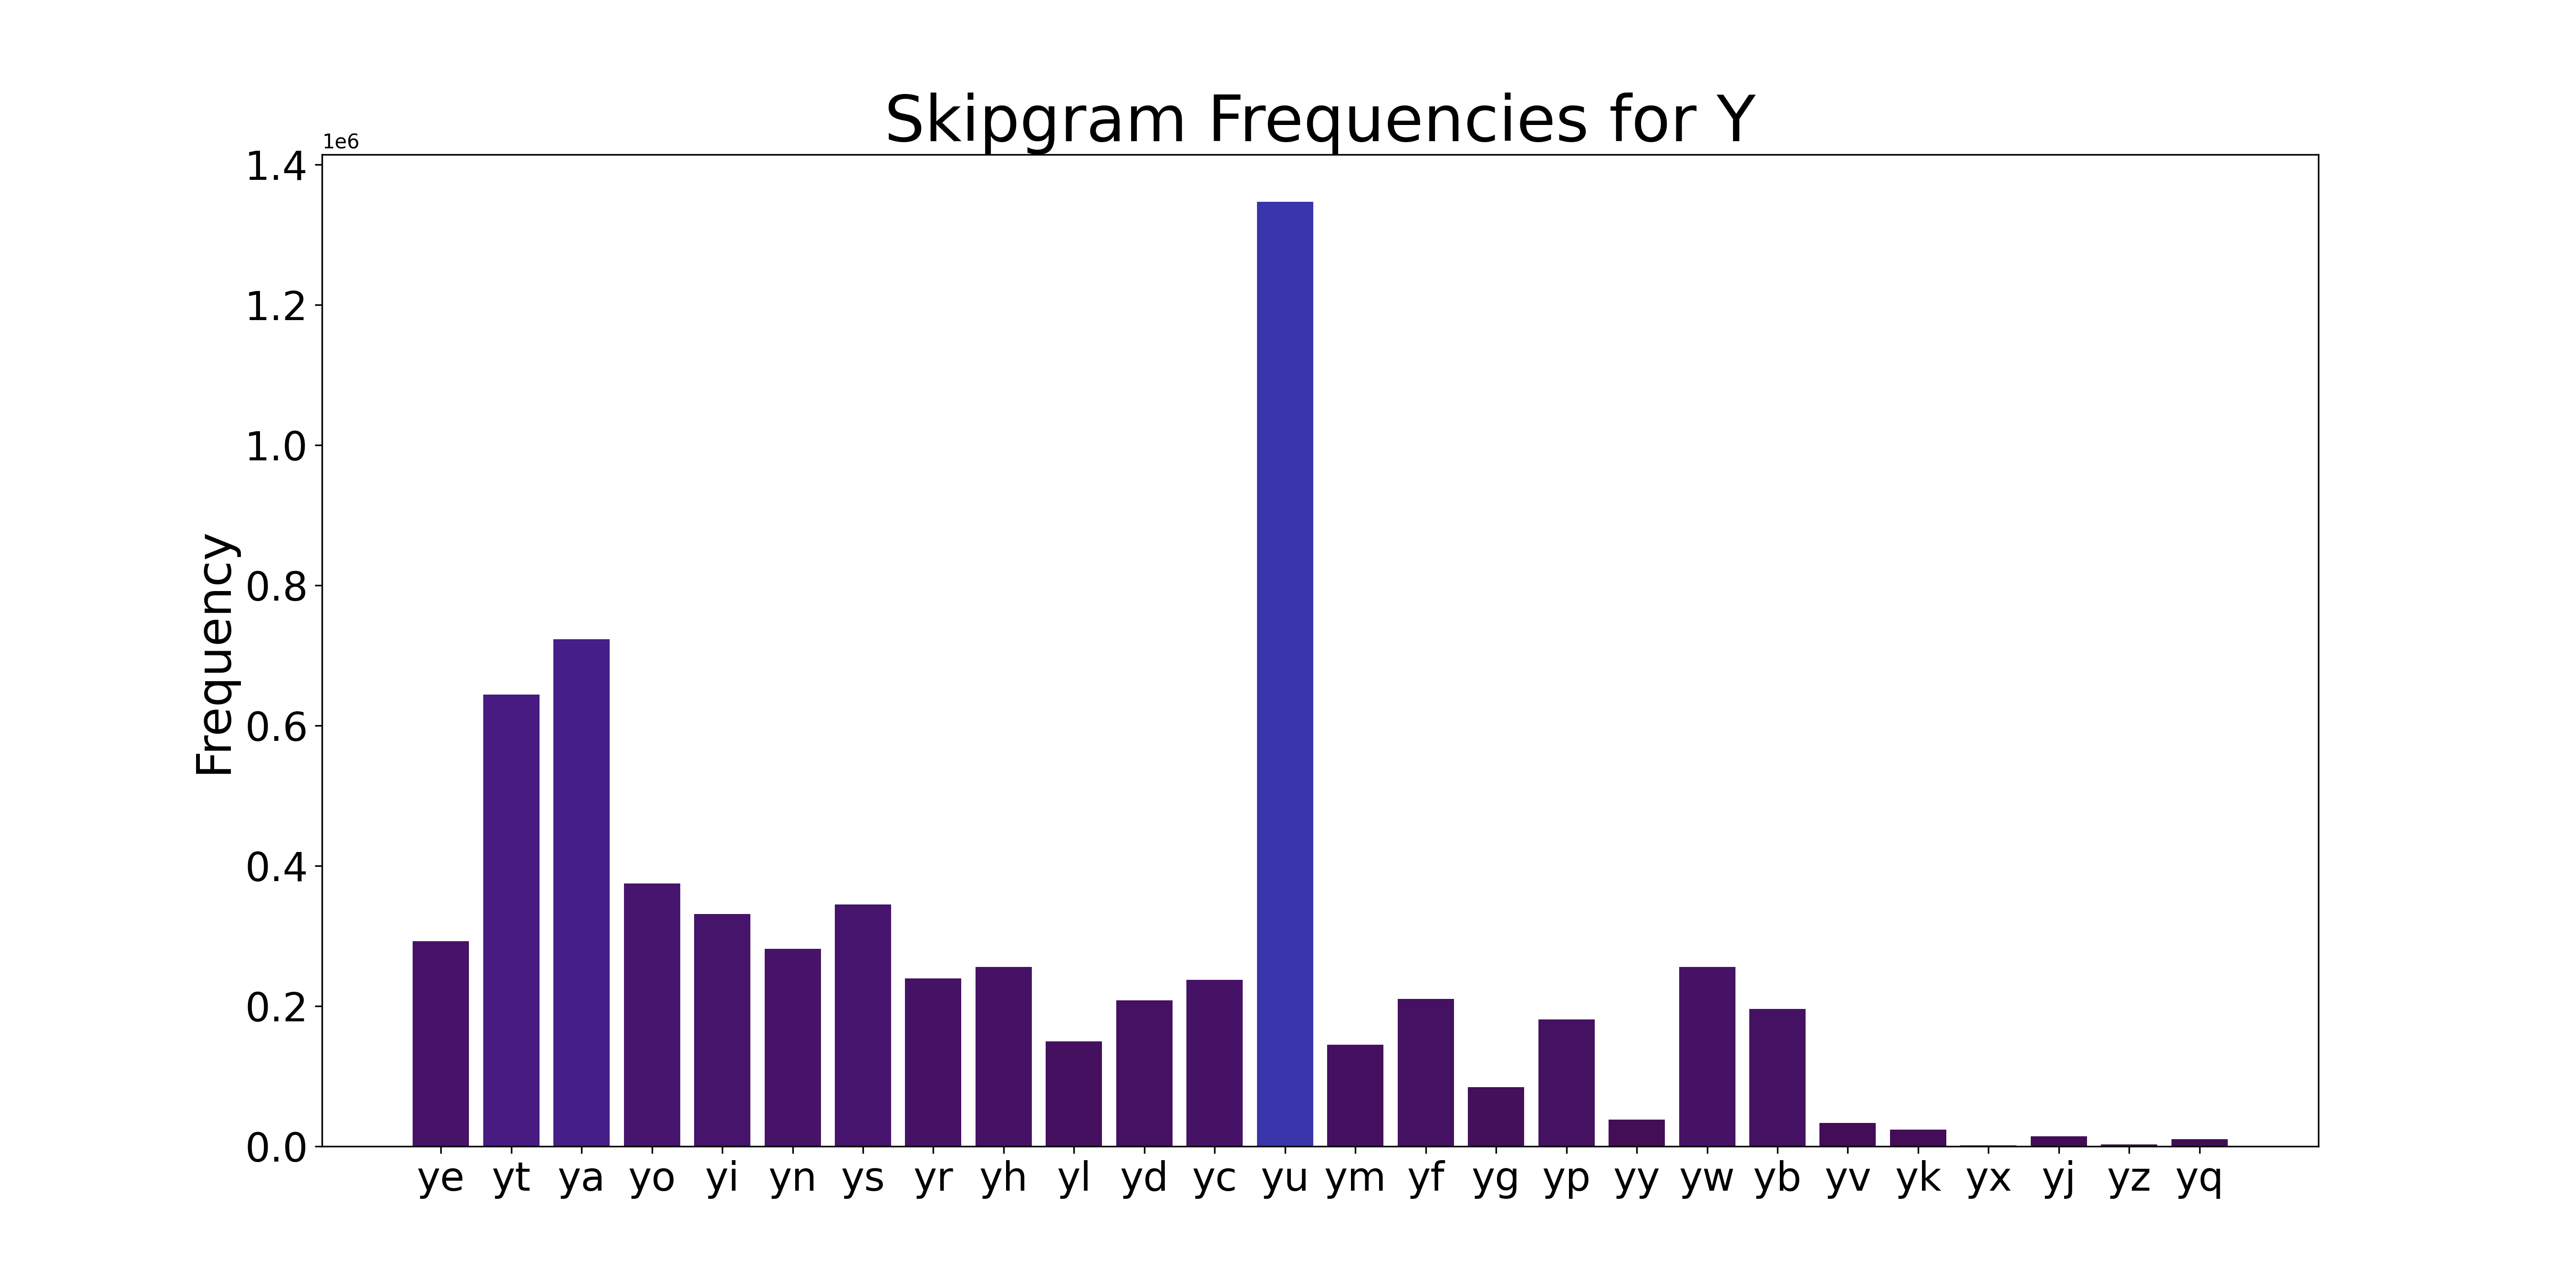 Skipgram Frequencies for Y
1e6
1.4
1.2
1.0
0.8
0.6
0.4
0.2
0.0
Frequency
ye yt ya yo yi yn ys yr yh yl yd yc yu ym yf yg yp yy yw yb yv yk yx yj yz yq